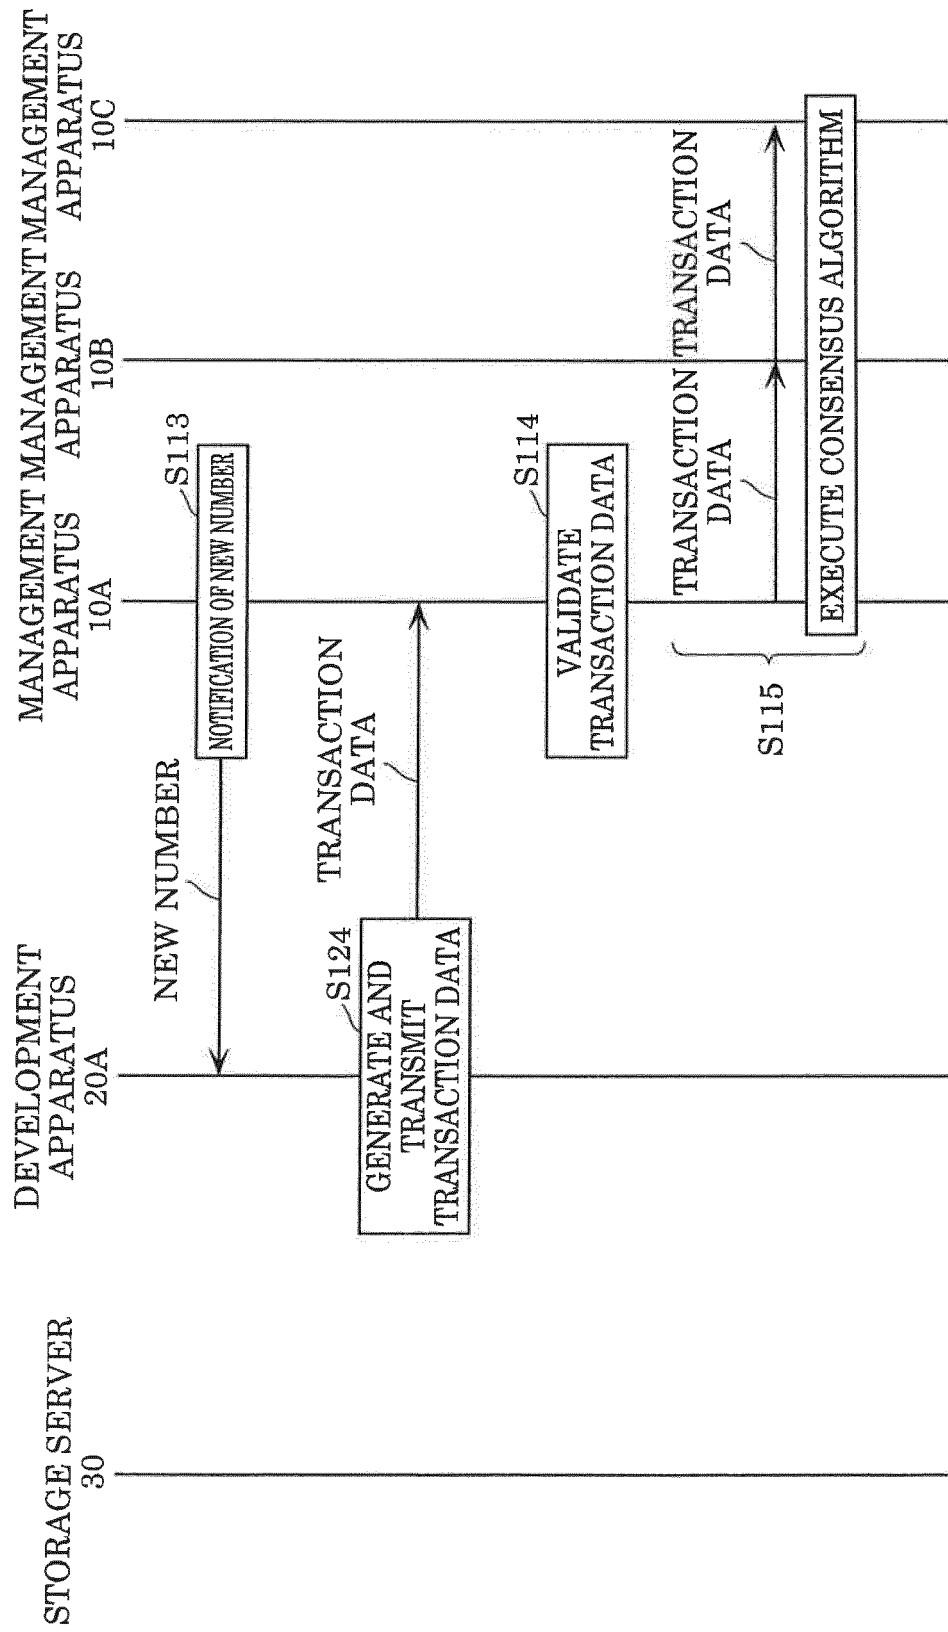 STORAGE SERVER
30
DEVELOPMENT
APPARATUS
20A
MANAGEMENT
APPARATUS
10A
MANAGEMENT
APPARATUS
10B
MANAGEMENT
APPARATUS
10C
NEW NUMBER
S113
NOTIFICATION OF NEW NUMBER
S124
GENERATE AND
TRANSMIT
TRANSACTION DATA
TRANSACTION
DATA
S114
VALIDATE
TRANSACTION DATA
S115
TRANSACTION
DATA
TRANSACTION
DATA
EXECUTE CONSENSUS ALGORITHM